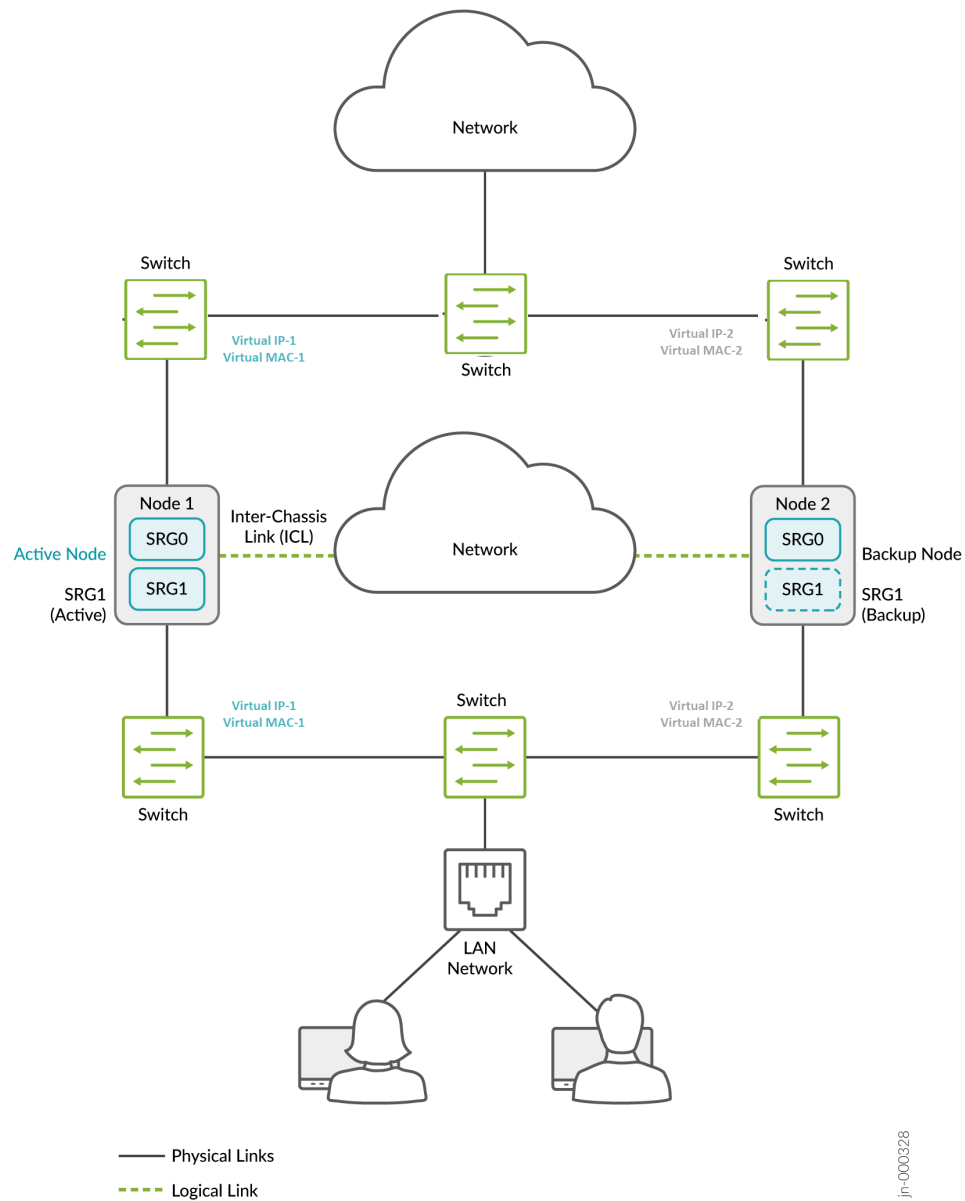 Network
Switch
Switch
Virtual IP-1
Virtual MAC-1
Virtual IP-2
Virtual MAC-2
Switch
Node 1
SRG0
SRG1
Active Node
SRG1
(Active)
Inter-Chassis
Link (ICL)
Network
Node 2
SRG0
SRG1
Backup Node
SRG1
(Backup)
Virtual IP-1
Virtual MAC-1
Switch
Virtual IP-2
Virtual MAC-2
Switch
Switch
LAN
Network
Physical Links
Logical Link
jn-000328